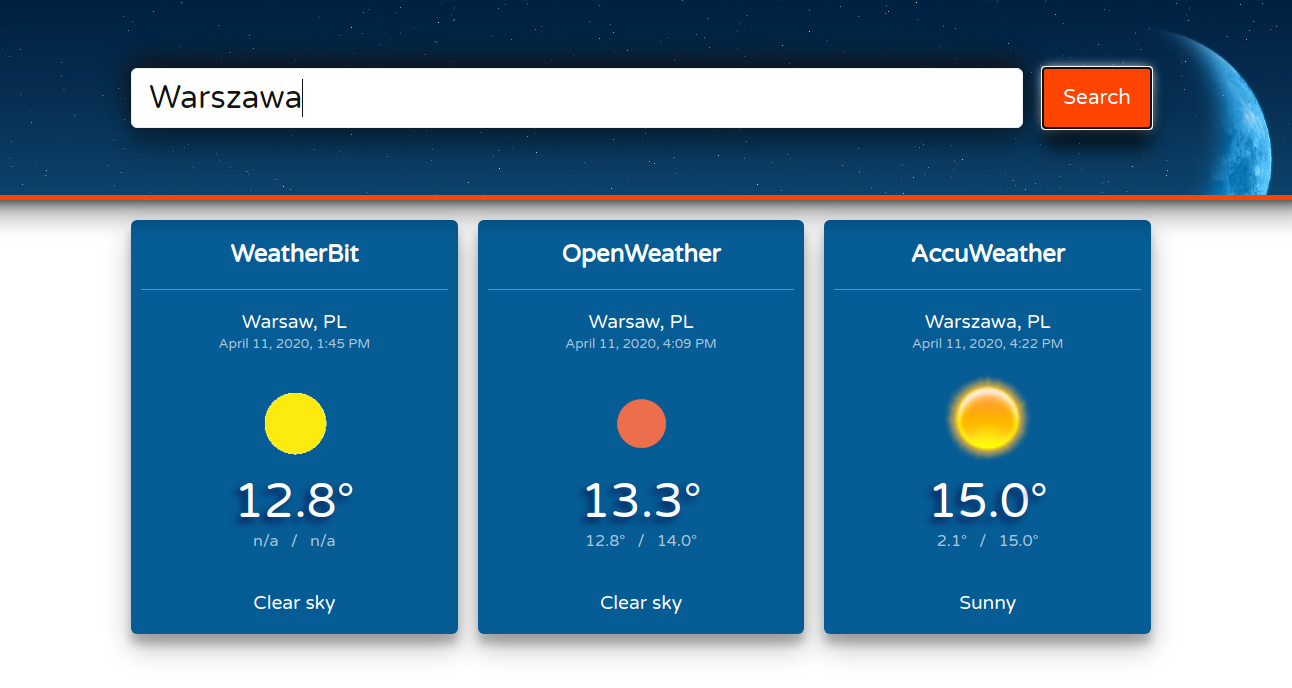 Warszawa
Search
WeatherBit
Warsaw, PL
April 11, 2020, 1:45 PM
12.8°
n/a / n/a
Clear sky
OpenWeather
Warsaw, PL
April 11, 2020, 4:09 PM
13.3°
12.8° / 14.0°
Clear sky
AccuWeather
Warszawa, PL
April 11, 2020, 4:22 PM
15.0°
2.1° / 15.0°
Sunny